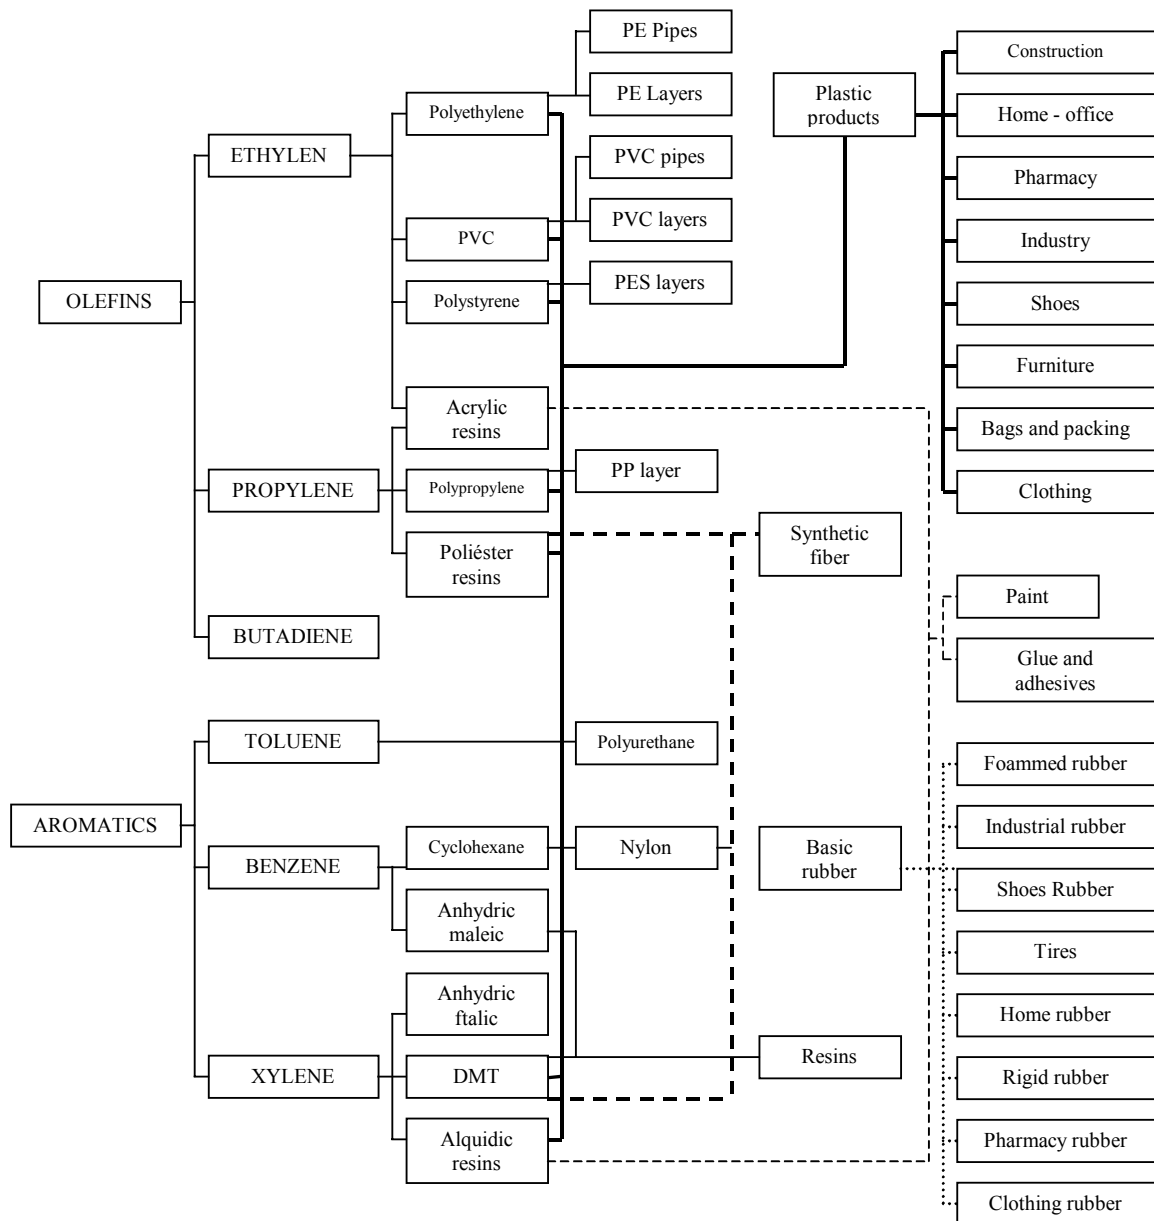 PE Pipes
PE Layers
PVC pipes
PVC layers
PES layers
Polyethylene
PVC
Polystyrene
Acrylic
resins
ETHYLEN
OLEFINS
PROPYLENE
Polypropylene
PP layer
Poliéster
resins
BUTADIENE
Plastic
products
Construction
Home - office
Pharmacy
Industry
Shoes
Furniture
Bags and packing
Clothing
Synthetic
fiber
Paint
Glue and
adhesives
TOLUENE
Polyurethane
AROMATICS
BENZENE
Cyclohexane
Nylon
Anhydric
maleic
Anhydric
ftalic
XYLENE
DMT
Alquidic
resins
Basic
rubber
Resins
Foammed rubber
Industrial rubber
Shoes Rubber
Tires
Home rubber
Rigid rubber
Pharmacy rubber
Clothing rubber